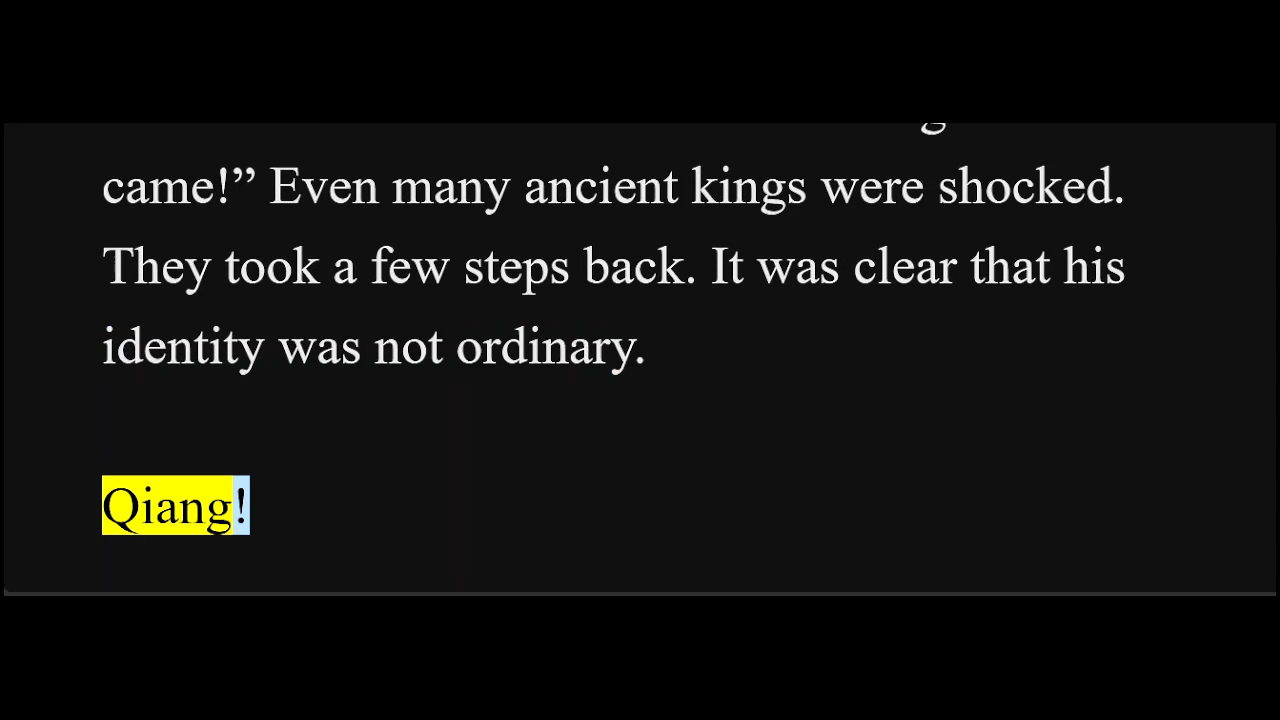 came!” Even many ancient kings were shocked.
They took a few steps back. It was clear that his
identity was not ordinary.
Qiang!